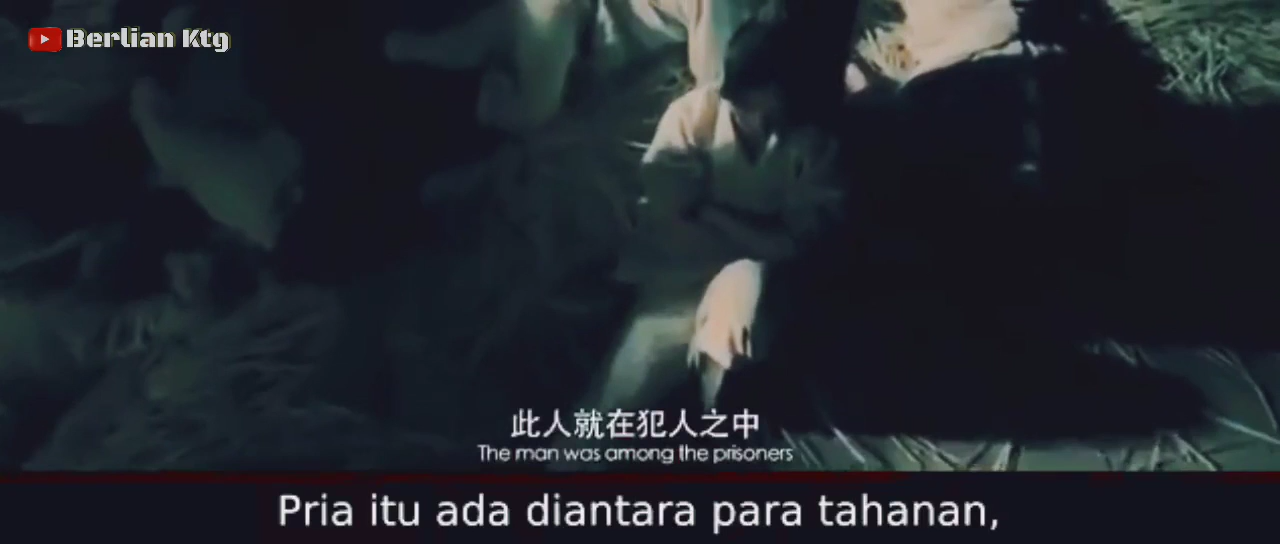 Berlian Ktg
此人就在犯人之中
The man was among the prisoners
Pria itu ada diantara para tahanan,